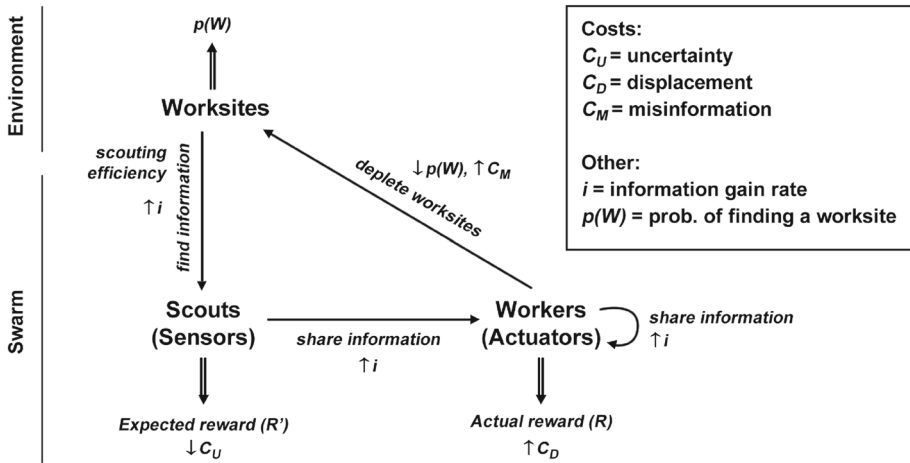 Environment
Swarm
p(W)
Worksites
scouting
efficiency
↑i
find information
↓p(W), ↑C_M
deplete worksites
Scouts
(Sensors)
share information
↑i
Workers
(Actuators)
share information
↑i
Expected reward (R')
↓C_U
Actual reward (R)
↑C_D
Costs:
C_U = uncertainty
C_D = displacement
C_M = misinformation
Other:
i = information gain rate
p(W) = prob. of finding a worksite